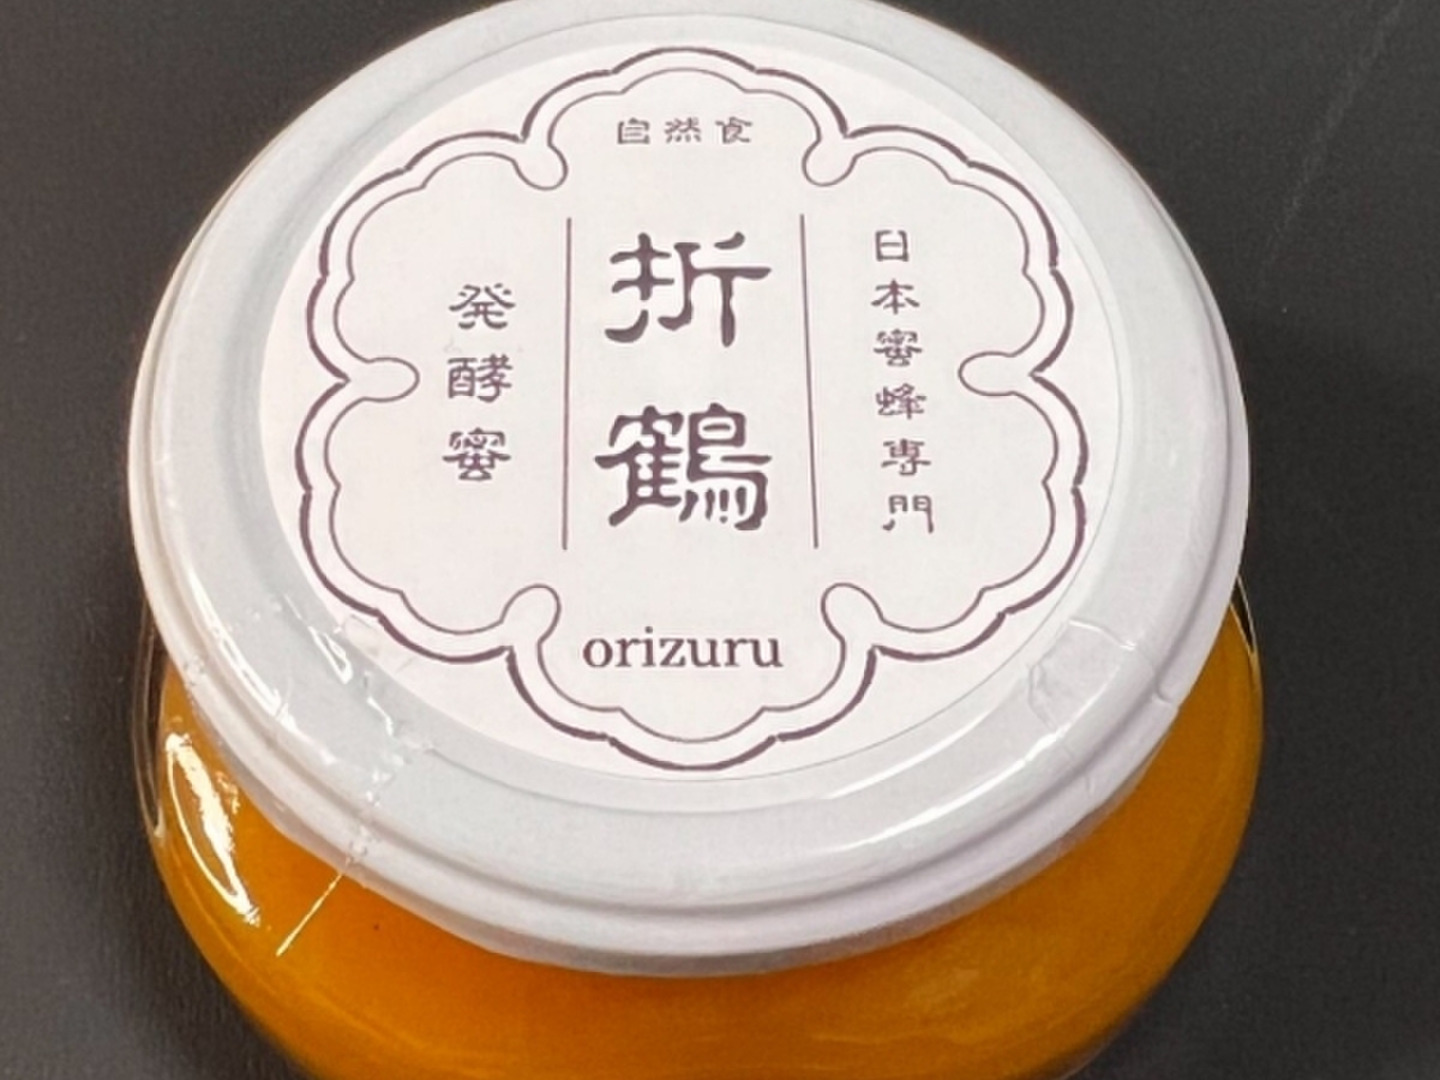 自然食
日本蜜蜂専門
折鶴
発酵蜜
orizuru